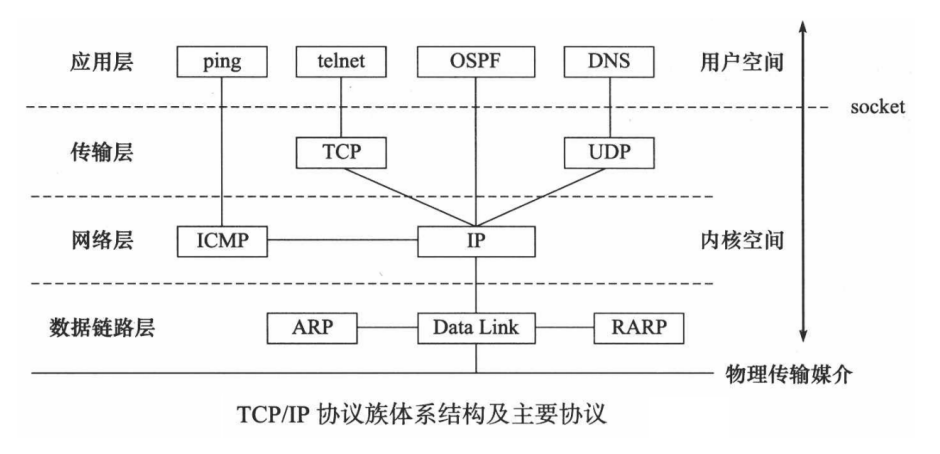 应用层 ping telnet OSPF DNS 用户空间
socket
传输层 TCP UDP
网络层 ICMP IP 内核空间
数据链路层 ARP Data Link RARP
物理传输媒介
TCP/IP 协议族体系结构及主要协议